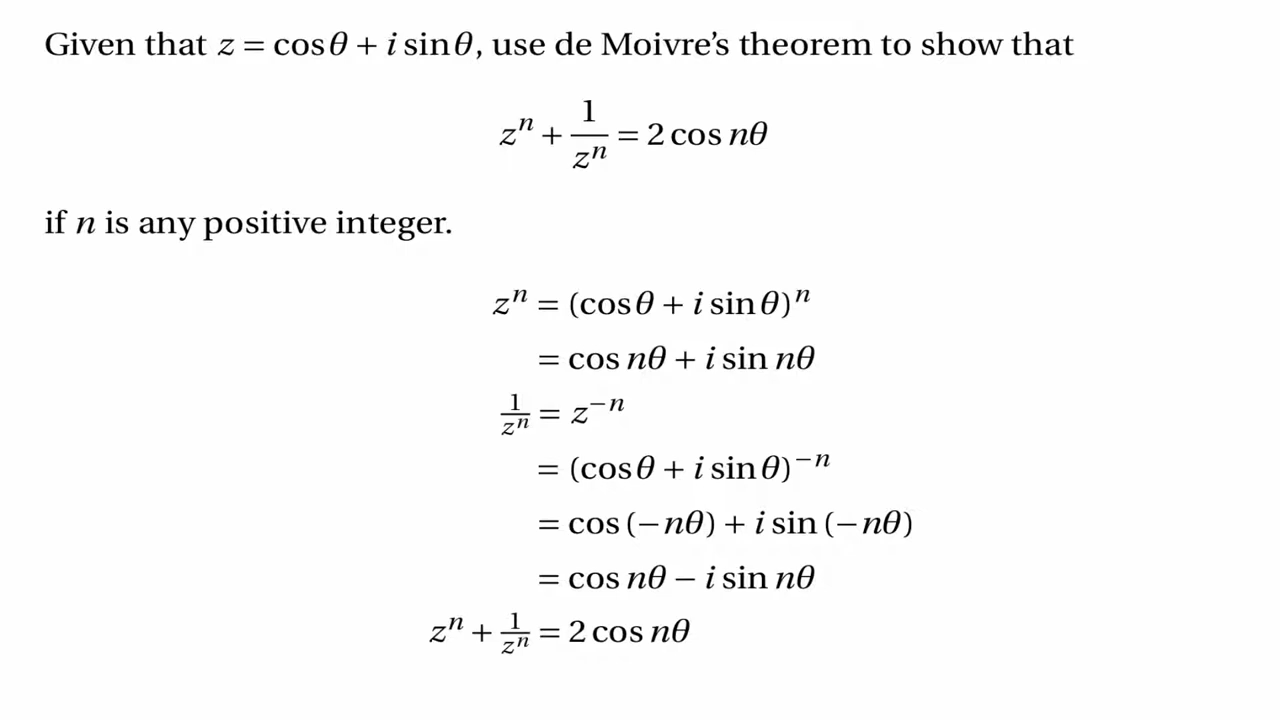 Given that z = cos θ + i sin θ, use de Moivre's theorem to show that
zⁿ + 1/zⁿ = 2 cos nθ
if n is any positive integer.
zⁿ = (cos θ + i sin θ)ⁿ
= cos nθ + i sin nθ
1/zⁿ = z⁻ⁿ
= (cos θ + i sin θ)⁻ⁿ
= cos (−nθ) + i sin (−nθ)
= cos nθ − i sin nθ
zⁿ + 1/zⁿ = 2 cos nθ